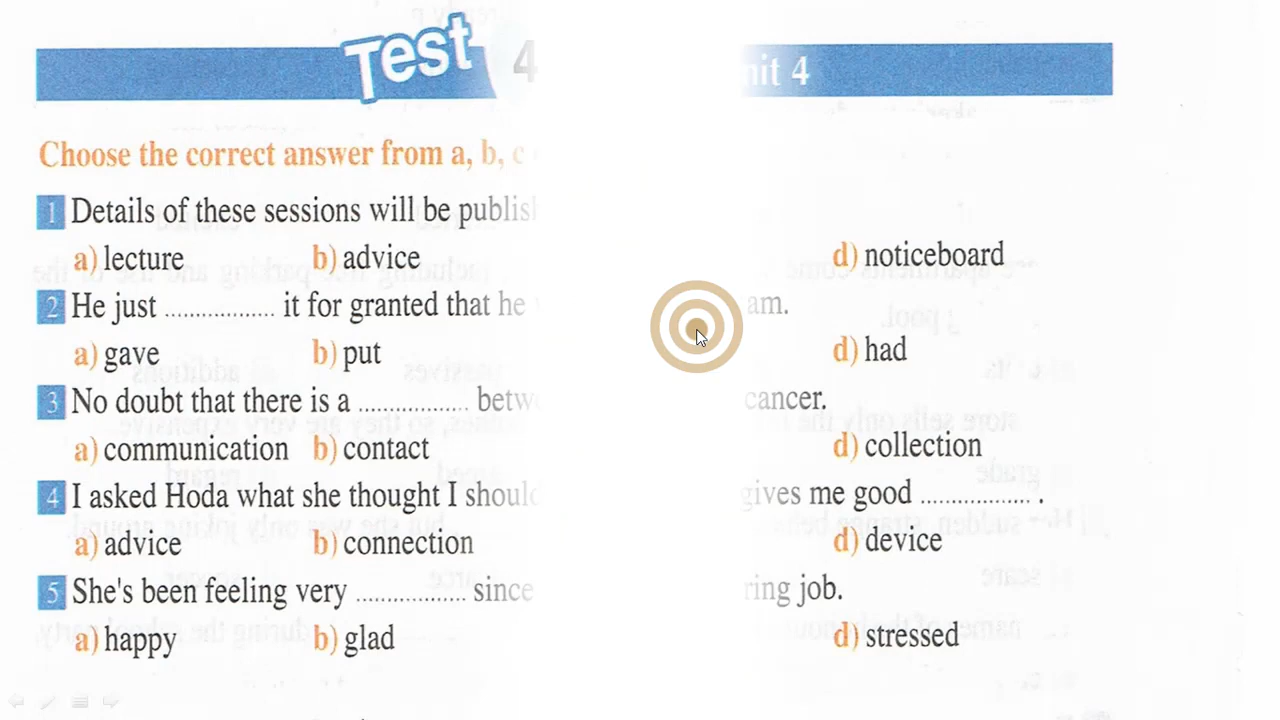 Test 4 nit 4
Choose the correct answer from a, b, c
1 Details of these sessions will be publis
a) lecture b) advice d) noticeboard
2 He just .................. it for granted that he am.
a) gave b) put d) had
3 No doubt that there is a .................. betw cancer.
a) communication b) contact d) collection
4 I asked Hoda what she thought I should gives me good .................. .
a) advice b) connection d) device
5 She's been feeling very .................. since ring job.
a) happy b) glad d) stressed